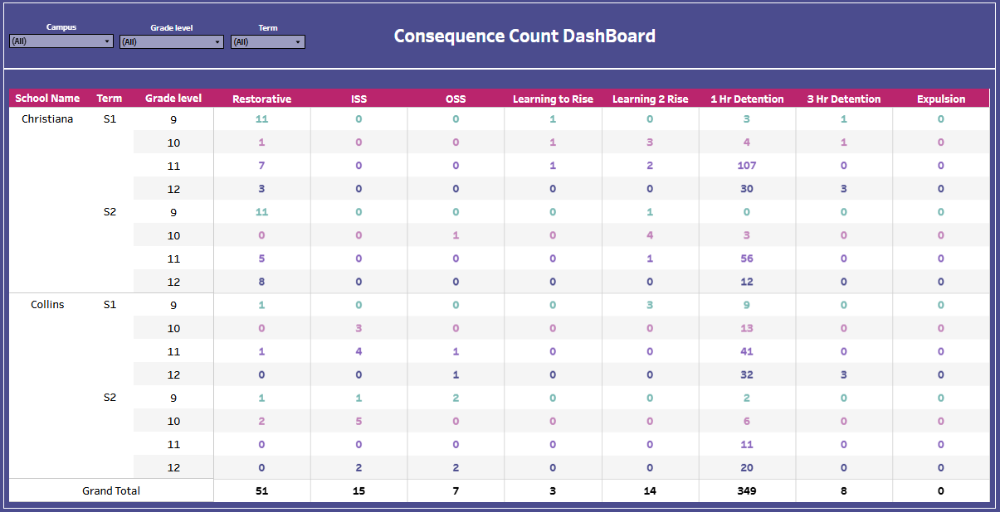 Campus Grade level Term
(All) (All) (All)
Consequence Count DashBoard
School Name Term Grade level Restorative ISS OSS Learning to Rise Learning 2 Rise 1 Hr Detention 3 Hr Detention Expulsion
Christiana S1 9 11 0 0 1 0 3 1 0
10 1 0 0 1 3 4 1 0
11 7 0 0 1 2 107 0 0
12 3 0 0 0 0 30 3 0
S2 9 11 0 0 0 1 0 0 0
10 0 0 1 0 4 3 0 0
11 5 0 0 0 1 56 0 0
12 8 0 0 0 0 12 0 0
Collins S1 9 1 0 0 0 3 9 0 0
10 0 3 0 0 0 13 0 0
11 1 4 1 0 0 41 0 0
12 0 0 1 0 0 32 3 0
S2 9 1 1 2 0 0 2 0 0
10 2 5 0 0 0 6 0 0
11 0 0 0 0 0 11 0 0
12 0 2 2 0 0 20 0 0
Grand Total 51 15 7 3 14 349 8 0